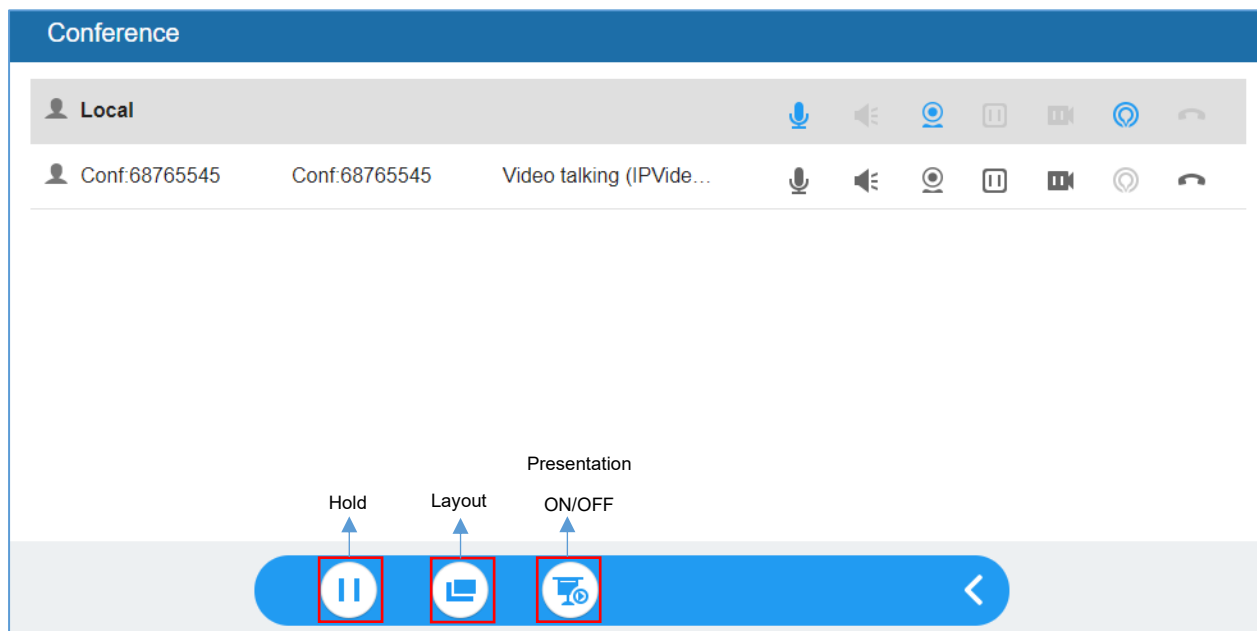 Conference
Local
Conf:68765545 Conf:68765545 Video talking (IPVide...
Presentation
Hold Layout ON/OFF